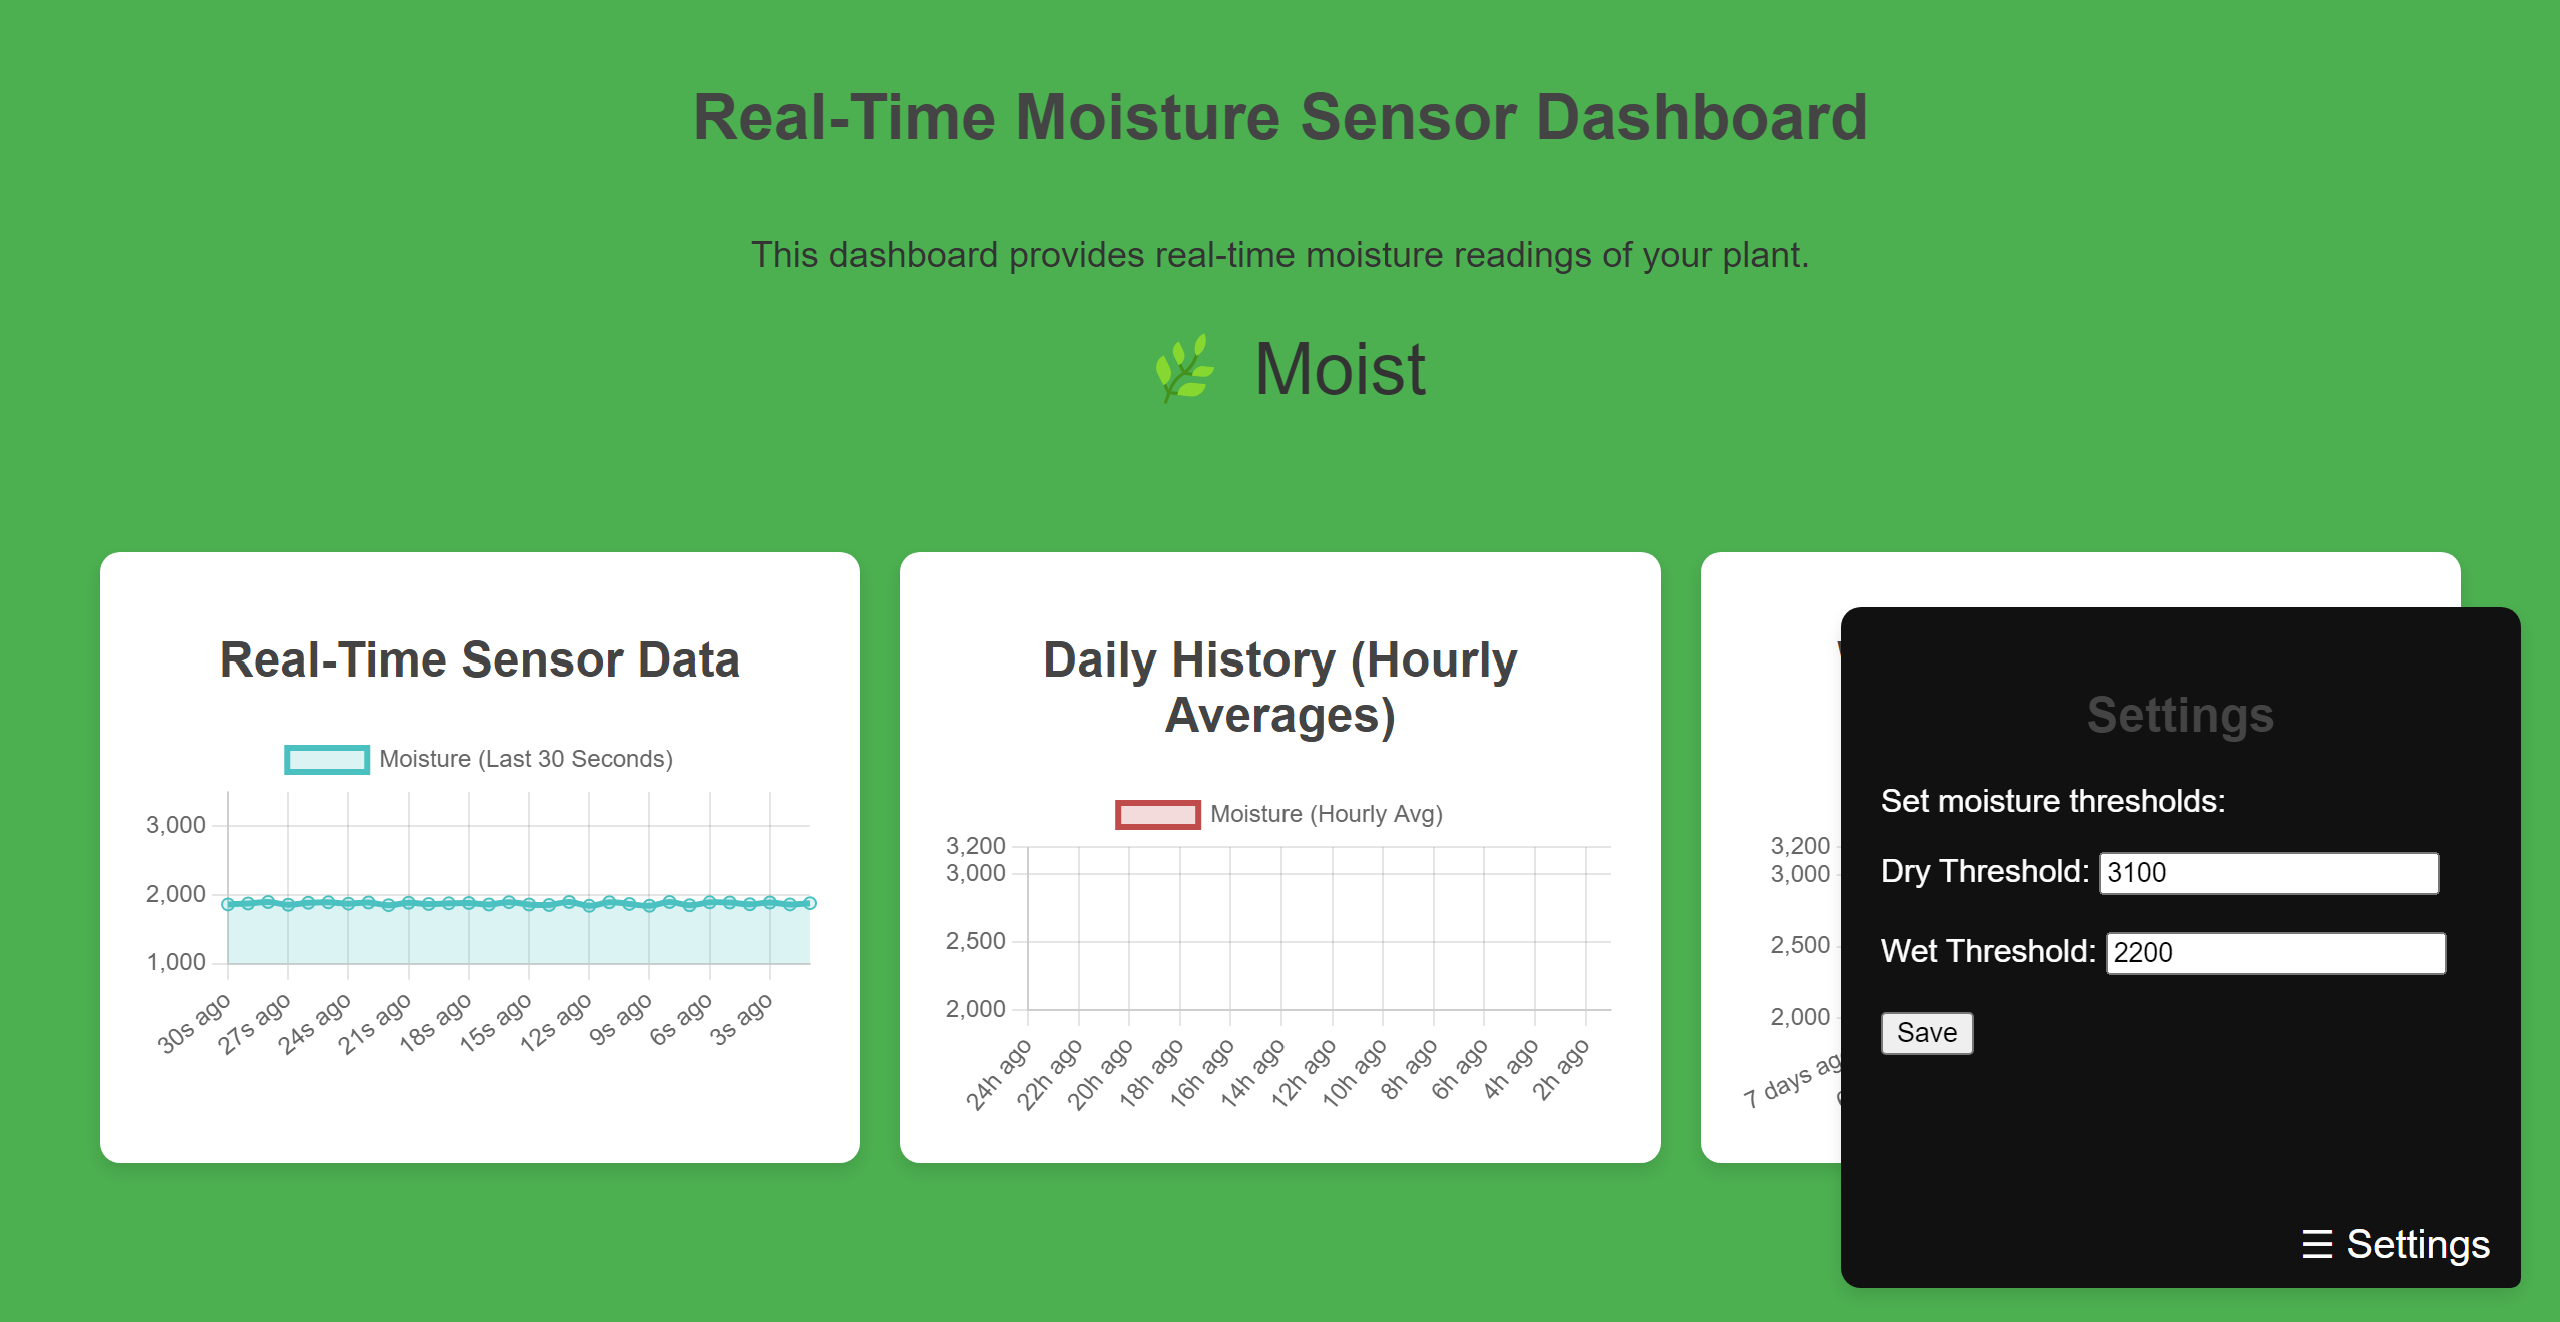 Real-Time Moisture Sensor Dashboard
This dashboard provides real-time moisture readings of your plant.
Moist
Real-Time Sensor Data
Moisture (Last 30 Seconds)
3,000
2,000
1,000
30s ago
27s ago
24s ago
21s ago
18s ago
15s ago
12s ago
9s ago
6s ago
3s ago
Daily History (Hourly
Averages)
Moisture (Hourly Avg)
3,200
3,000
2,500
2,000
24h ago
22h ago
20h ago
18h ago
16h ago
14h ago
12h ago
10h ago
8h ago
6h ago
4h ago
2h ago
3,200
3,000
2,500
2,000
7 days ag
Settings
Set moisture thresholds:
Dry Threshold: 3100
Wet Threshold: 2200
Save
☰ Settings